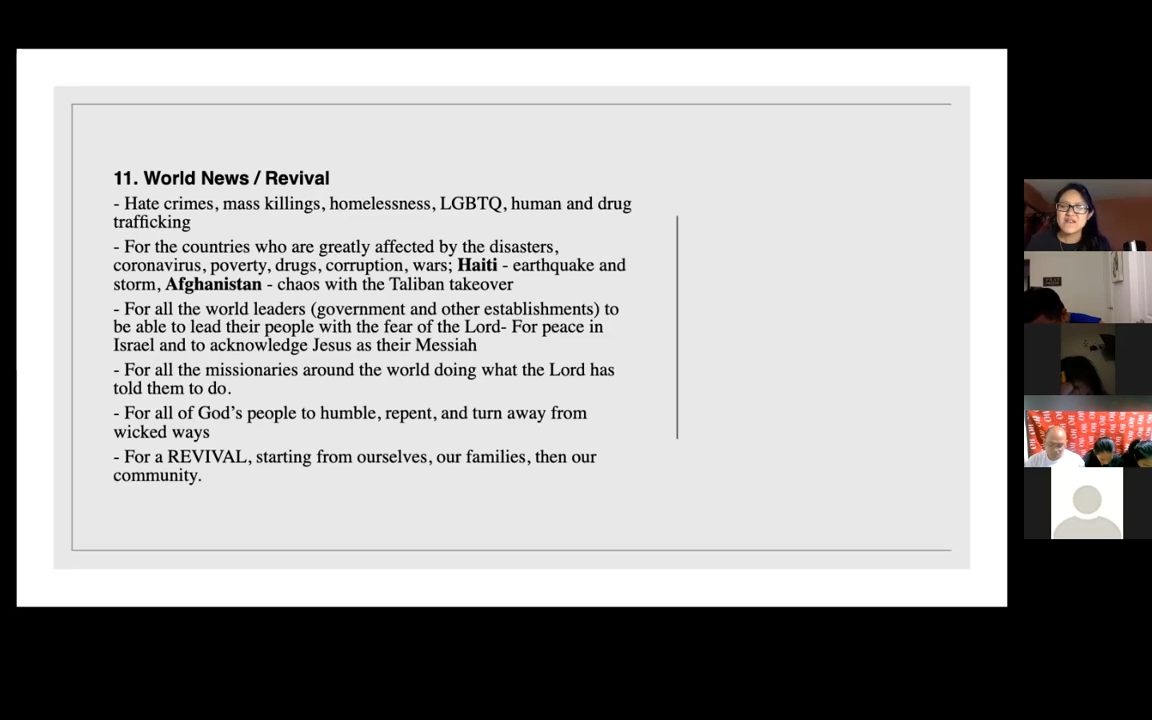 11. World News / Revival
- Hate crimes, mass killings, homelessness, LGBTQ, human and drug
trafficking
- For the countries who are greatly affected by the disasters,
coronavirus, poverty, drugs, corruption, wars; Haiti - earthquake and
storm, Afghanistan - chaos with the Taliban takeover
- For all the world leaders (government and other establishments) to
be able to lead their people with the fear of the Lord- For peace in
Israel and to acknowledge Jesus as their Messiah
- For all the missionaries around the world doing what the Lord has
told them to do.
- For all of God's people to humble, repent, and turn away from
wicked ways
- For a REVIVAL, starting from ourselves, our families, then our
community.